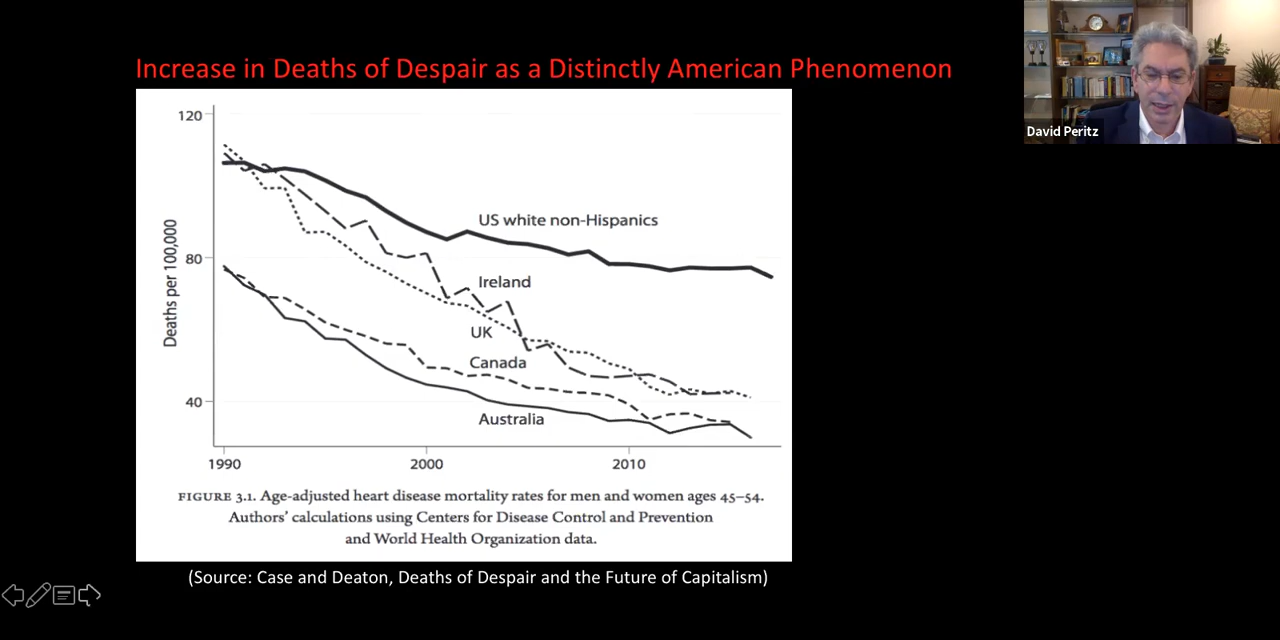 Increase in Deaths of Despair as a Distinctly American Phenomenon
David Peritz
120
80
40
Deaths per 100,000
US white non-Hispanics
Ireland
UK
Canada
Australia
1990
2000
2010
FIGURE 3.1. Age-adjusted heart disease mortality rates for men and women ages 45–54.
Authors' calculations using Centers for Disease Control and Prevention
and World Health Organization data.
(Source: Case and Deaton, Deaths of Despair and the Future of Capitalism)